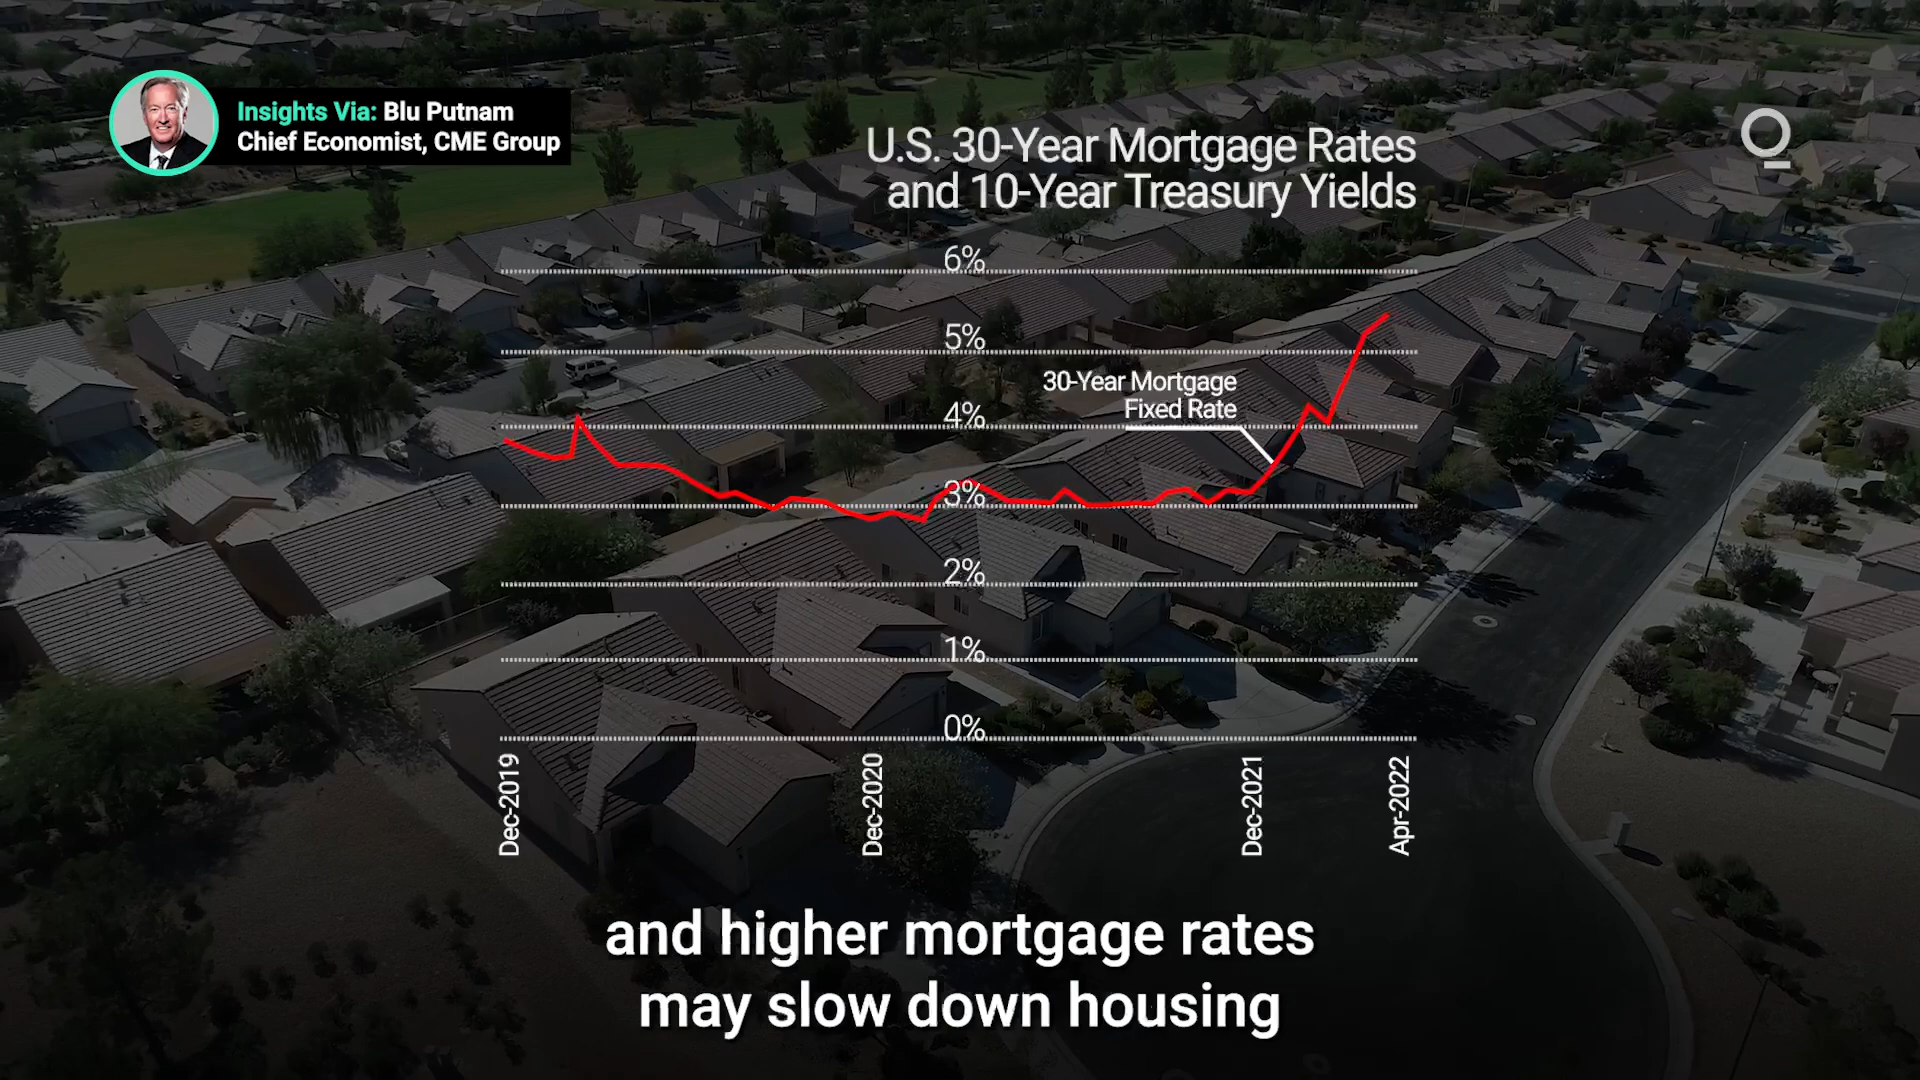 Insights Via: Blu Putnam
Chief Economist, CME Group
U.S. 30-Year Mortgage Rates
and 10-Year Treasury Yields
6%
5%
30-Year Mortgage
Fixed Rate
4%
3%
2%
1%
0%
Dec-2019
Dec-2020
Dec-2021
Apr-2022
and higher mortgage rates
may slow down housing